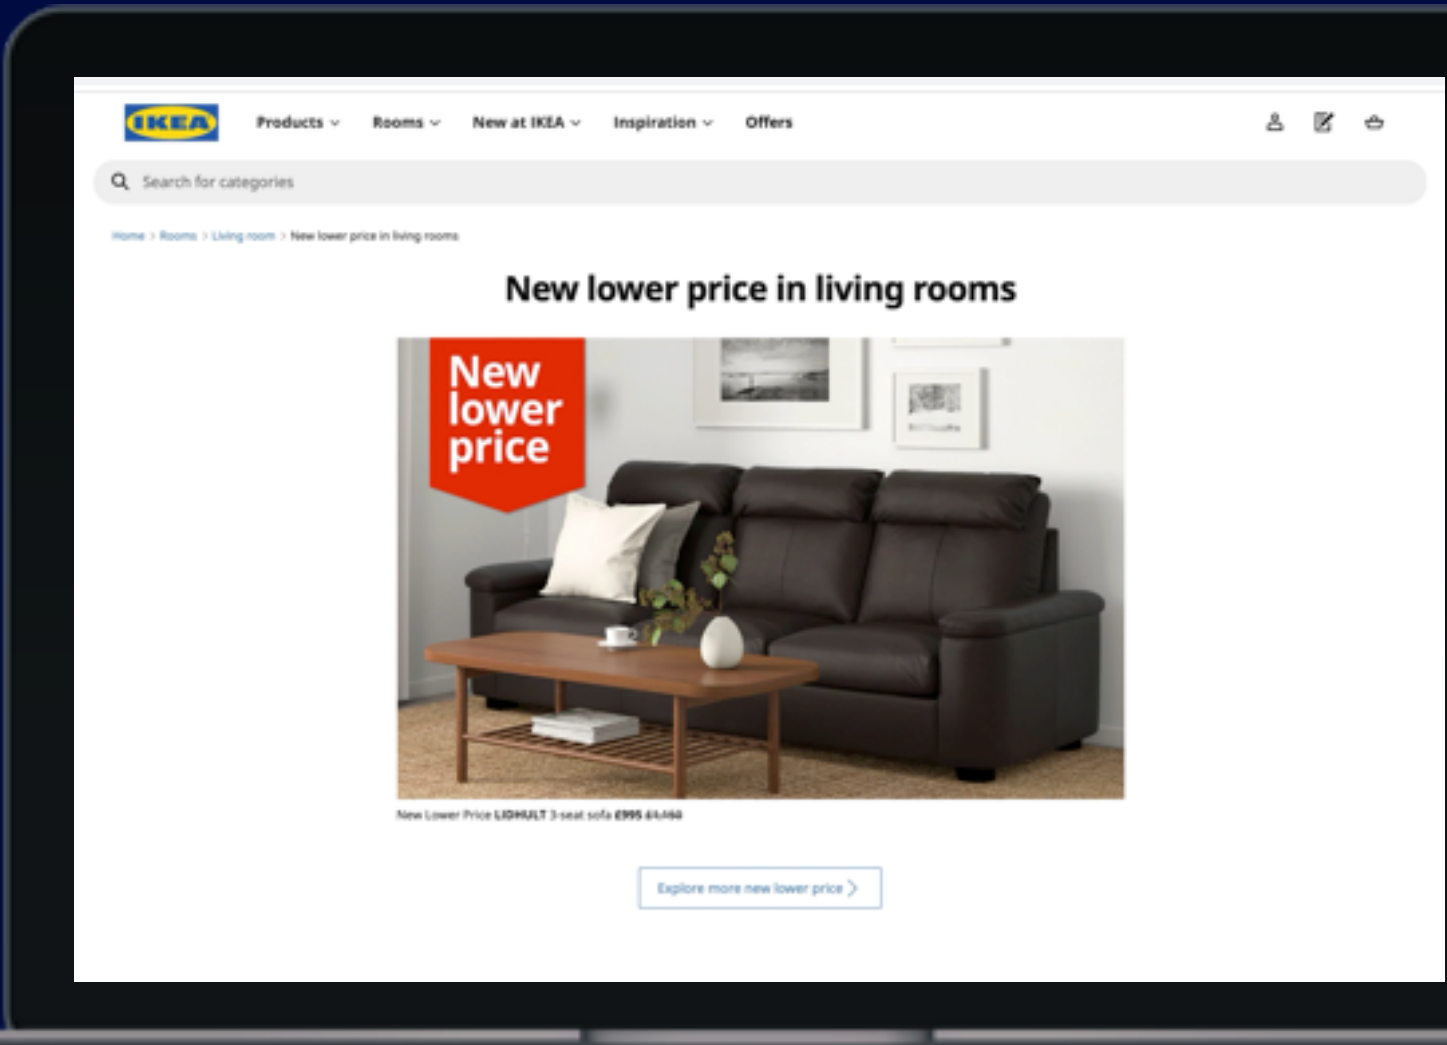 IKEA
Products Rooms New at IKEA Inspiration Offers
Search for categories
Home > Rooms > Living room > New lower price in living rooms
New lower price in living rooms
New
lower
price
New Lower Price LIDHULT 3-seat sofa £995
Explore more new lower price >